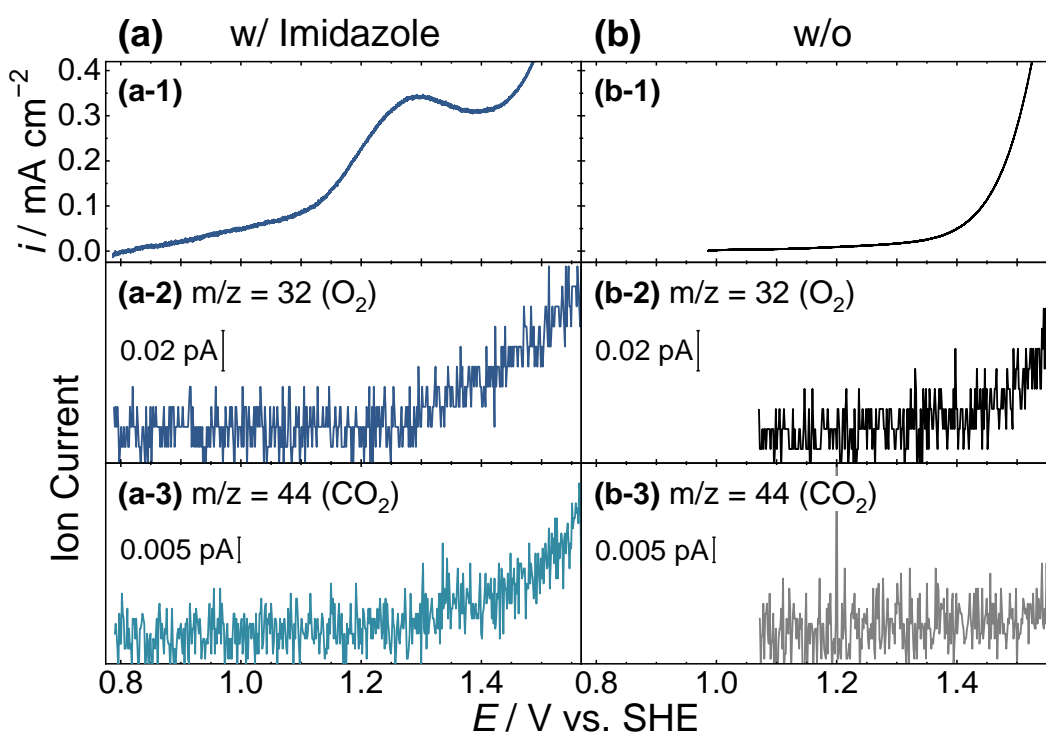 (a) w/ Imidazole
(b) w/o
i / mA cm⁻²
0.4
0.3
0.2
0.1
0.0
(a-1)
(b-1)
Ion Current
(a-2) m/z = 32 (O₂)
0.02 pA
(b-2) m/z = 32 (O₂)
0.02 pA
(a-3) m/z = 44 (CO₂)
0.005 pA
(b-3) m/z = 44 (CO₂)
0.005 pA
0.8 1.0 1.2 1.4 0.8 1.0 1.2 1.4
E / V vs. SHE